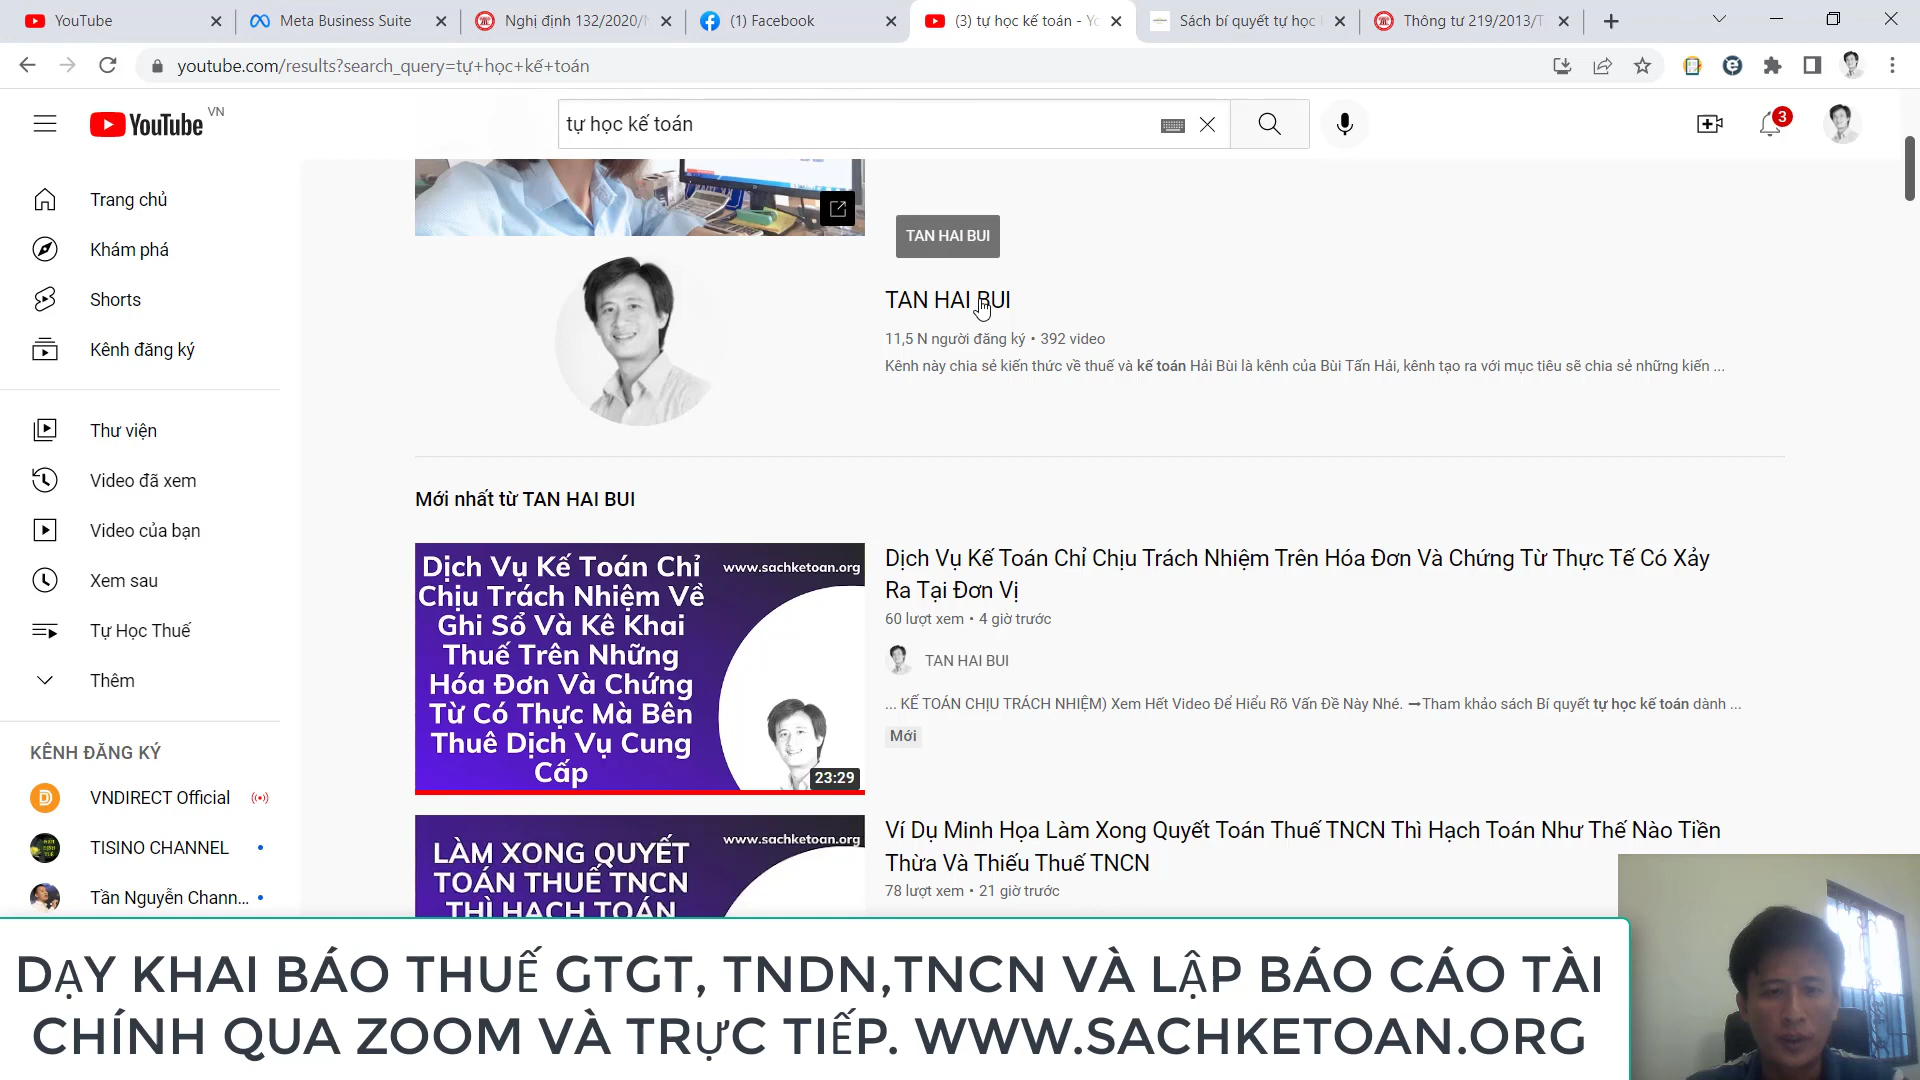 YouTube
Meta Business Suite
Nghị định 132/2020/N
(1) Facebook
(3) tự học kế toán - Yo
Sách bí quyết tự học
Thông tư 219/2013/T
youtube.com/results?search_query=tự+học+kế+toán
YouTube VN
tự học kế toán
3
Trang chủ
Khám phá
Shorts
Kênh đăng ký
Thư viện
Video đã xem
Video của bạn
Xem sau
Tự Học Thuế
Thêm
KÊNH ĐĂNG KÝ
VNDIRECT Official
TISINO CHANNEL
Tần Nguyễn Chann...
TAN HAI BUI
TAN HAI BUI
11,5 N người đăng ký • 392 video
Kênh này chia sẻ kiến thức về thuế và kế toán Hải Bùi là kênh của Bùi Tấn Hải, kênh tạo ra với mục tiêu sẽ chia sẻ những kiến ...
Mới nhất từ TAN HAI BUI
Dịch Vụ Kế Toán Chỉ
Chịu Trách Nhiệm Về
Ghi Sổ Và Kê Khai
Thuế Trên Những
Hóa Đơn Và Chứng
Từ Có Thực Mà Bên
Thuê Dịch Vụ Cung
Cấp
www.sachketoan.org
23:29
Dịch Vụ Kế Toán Chỉ Chịu Trách Nhiệm Trên Hóa Đơn Và Chứng Từ Thực Tế Có Xảy
Ra Tại Đơn Vị
60 lượt xem • 4 giờ trước
TAN HAI BUI
... KẾ TOÁN CHỊU TRÁCH NHIỆM) Xem Hết Video Để Hiểu Rõ Vấn Đề Này Nhé. ➞Tham khảo sách Bí quyết tự học kế toán dành ...
Mới
LÀM XONG QUYẾT
TOÁN THUẾ TNCN
THÌ HẠCH TOÁN
www.sachketoan.org
Ví Dụ Minh Họa Làm Xong Quyết Toán Thuế TNCN Thì Hạch Toán Như Thế Nào Tiền
Thừa Và Thiếu Thuế TNCN
78 lượt xem • 21 giờ trước
DẠY KHAI BÁO THUẾ GTGT, TNDN,TNCN VÀ LẬP BÁO CÁO TÀI
CHÍNH QUA ZOOM VÀ TRỰC TIẾP. WWW.SACHKETOAN.ORG